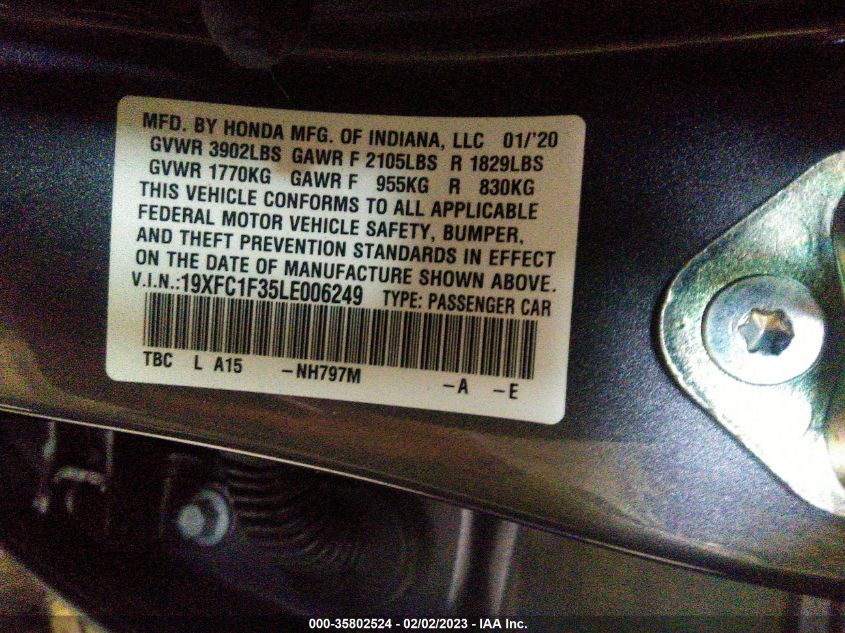 MFD. BY HONDA MFG. OF INDIANA, LLC 01/'20
GVWR 3902LBS GAWR F 2105LBS R 1829LBS
GVWR 1770KG GAWR F 955KG R 830KG
THIS VEHICLE CONFORMS TO ALL APPLICABLE
FEDERAL MOTOR VEHICLE SAFETY, BUMPER,
AND THEFT PREVENTION STANDARDS IN EFFECT
ON THE DATE OF MANUFACTURE SHOWN ABOVE.
V.I.N.:19XFC1F35LE006249 TYPE: PASSENGER CAR
TBC L A15 -NH797M -A -E
000-35802524 - 02/02/2023 - IAA Inc.